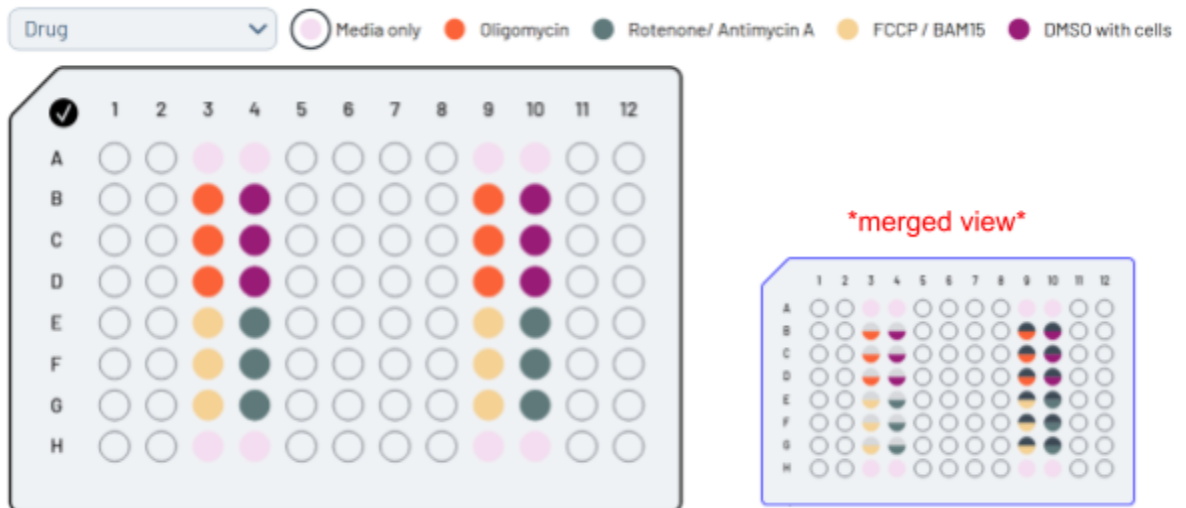 Drug Media only Oligomycin Rotenone/ Antimycin A FCCP / BAM15 DMSO with cells
1 2 3 4 5 6 7 8 9 10 11 12
A
B
C
D
E
F
G
H
*merged view*
1 2 3 4 5 6 7 8 9 10 11 12
A
B
C
D
E
F
G
H